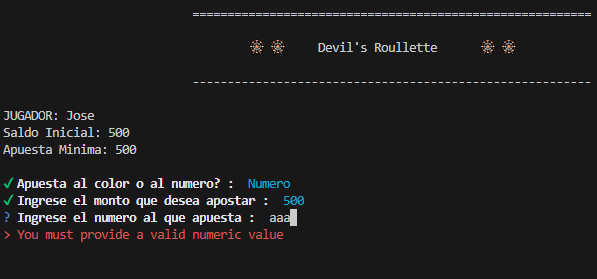 ============================================================
🎡 🎡 Devil's Roullette 🎡 🎡
------------------------------------------------------------
JUGADOR: Jose
Saldo Inicial: 500
Apuesta Minima: 500
✓ Apuesta al color o al numero? : Numero
✓ Ingrese el monto que desea apostar : 500
? Ingrese el numero al que apuesta : aaa
> You must provide a valid numeric value